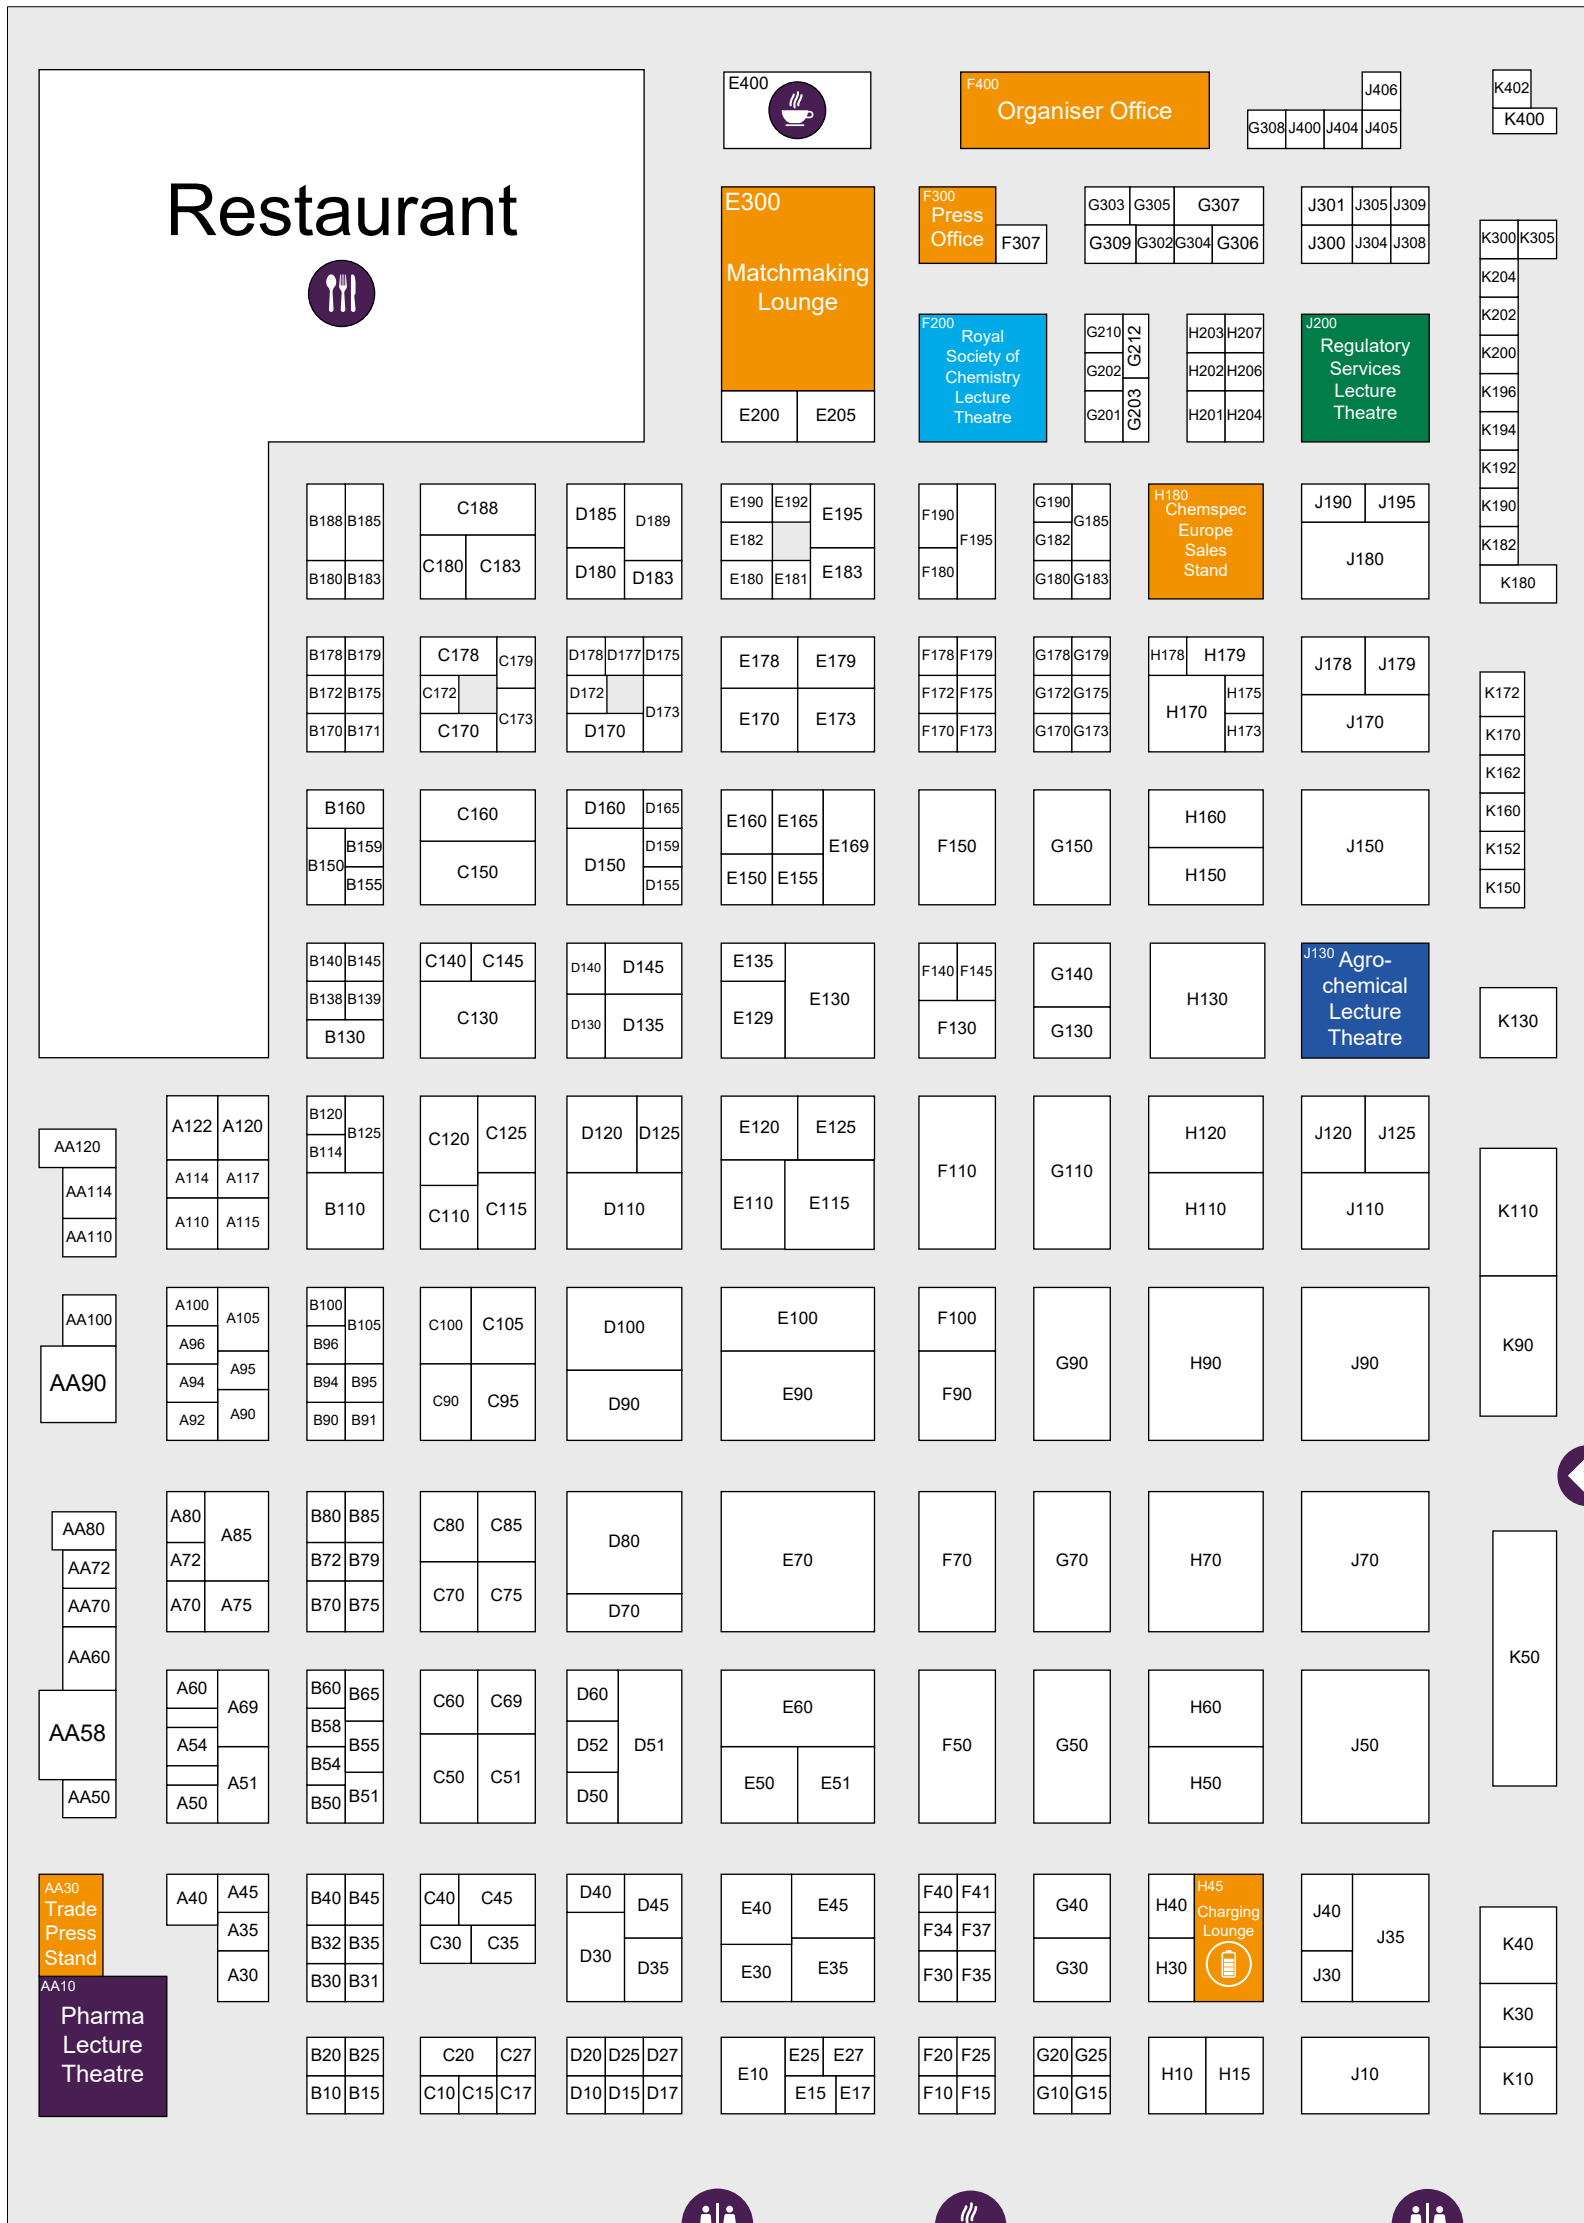 E400
F400
Organiser Office
J406
G308 J400 J404 J405
K402
K400
Restaurant
E300
Matchmaking
Lounge
E200 E205
F300
Press
Office
F307
G303 G305 G307
G309 G302 G304 G306
J301 J305 J309
J300 J304 J308
K300 K305
K204
K202
K200
K196
K194
K192
K190
K182
K180
F200
Royal
Society of
Chemistry
Lecture
Theatre
G210 G212
G202
G201 G203
H203 H207
H202 H206
H201 H204
J200
Regulatory
Services
Lecture
Theatre
B188 B185
B180 B183
C188
C180 C183
D185 D189
D180 D183
E190 E192 E195
E182
E180 E181 E183
F190 F195
F180
G190 G185
G182
G180 G183
H180
Chemspec
Europe
Sales
Stand
J190 J195
J180
B178 B179
B172 B175
B170 B171
C178 C179
C172
C170 C173
D178 D177 D175
D172 D173
D170
E178 E179
E170 E173
F178 F179
F172 F175
F170 F173
G178 G179
G172 G175
G170 G173
H178 H179
H170 H175
H173
J178 J179
J170
K172
K170
K162
K160
K152
K150
B160
B150 B159
B155
C160
C150
D160 D165
D150 D159
D155
E160 E165 E169
E150 E155
F150
G150
H160
H150
J150
B140 B145
B138 B139
B130
C140 C145
C130
D140 D145
D130 D135
E135 E130
E129
F140 F145
F130
G140
G130
H130
J130
Agro-
chemical
Lecture
Theatre
K130
AA120
AA114
AA110
A122 A120
A114 A117
A110 A115
B120 B125
B114
B110
C120 C125
C110 C115
D120 D125
D110
E120 E125
E110 E115
F110
G110
H120
H110
J120 J125
J110
K110
K90
AA100
AA90
A100 A105
A96
A94 A95
A92 A90
B100 B105
B96
B94 B95
B90 B91
C100 C105
C90 C95
D100
D90
E100
E90
F100
F90
G90
H90
J90
AA80
AA72
AA70
AA60
AA58
AA50
A80 A85
A72
A70 A75
B80 B85
B72 B79
B70 B75
C80 C85
C70 C75
D80
D70
E70
F70
G70
H70
J70
K50
A60 A69
A54
A50 A51
B60 B65
B58
B54 B55
B50 B51
C60 C69
C50 C51
D60
D52 D51
D50
E60
E50 E51
F50
G50
H60
H50
J50
AA30
Trade
Press
Stand
AA10
Pharma
Lecture
Theatre
A40 A45
A35
A30
B40 B45
B32 B35
B30 B31
C40 C45
C30 C35
D40 D45
D30 D35
E40 E45
E30 E35
F40 F41
F34 F37
F30 F35
G40
G30
H40
H30
H45
Charging
Lounge
J40 J35
J30
K40
K30
K10
B20 B25
B10 B15
C20 C27
C10 C15 C17
D20 D25 D27
D10 D15 D17
E10 E25 E27
E15 E17
F20 F25
F10 F15
G20 G25
G10 G15
H10 H15
J10